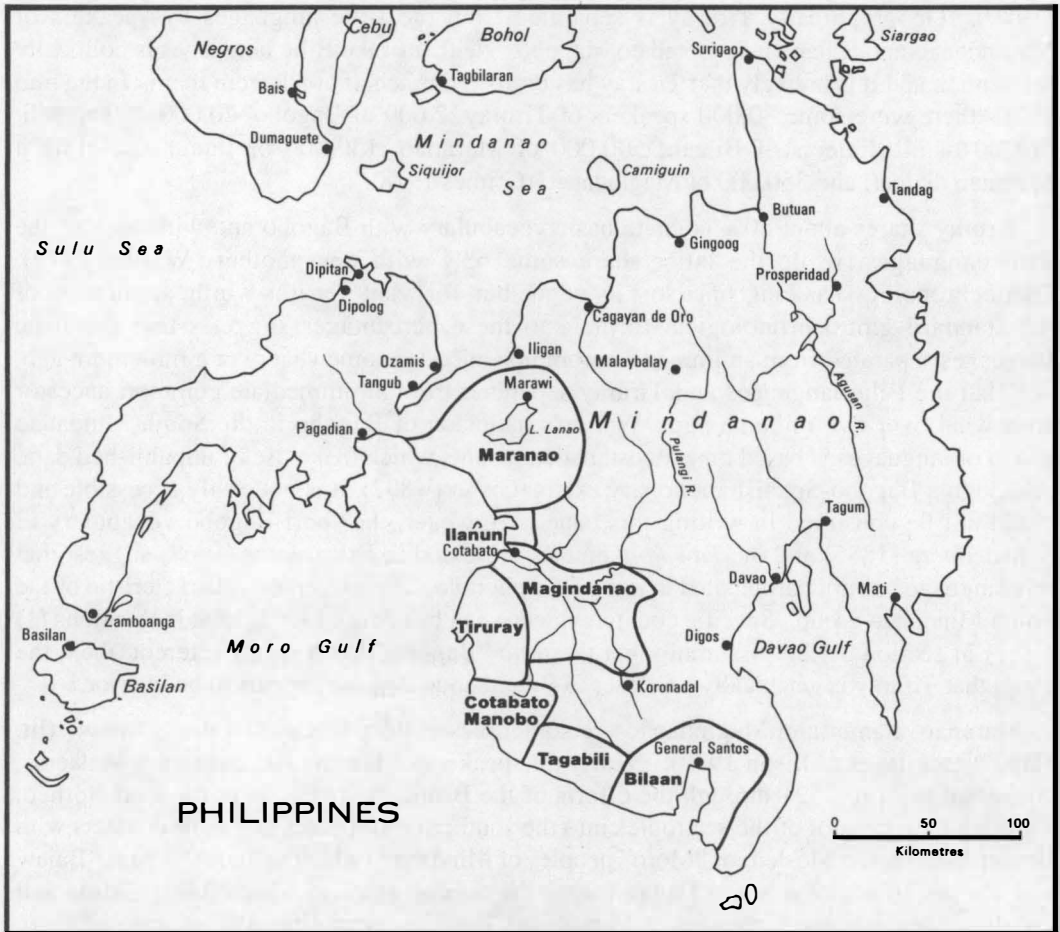 Cebu
Bohol
Siargao
Negros
Surigao
Tagbilaran
Bais
Mindanao
Sea
Dumaguete
Siquijor
Camiguin
Tandag
Butuan
Gingoog
Sulu Sea
Dipitan
Prosperidad
Dipolog
Cagayan de Oro
Iligan
Ozamis
Malaybalay
Tangub
Marawi
Agusan R.
L. Lanao
Mindanao
Pagadian
Maranao
Pulangi R.
Tagum
Ilanun
Cotabato
Davao
Magindanao
Mati
Zamboanga
Tiruray
Basilan
Moro Gulf
Digos
Davao Gulf
Basilan
Koronadal
Cotabato
Manobo
General Santos
Tagabili
Bilaan
PHILIPPINES
0 50 100
Kilometres